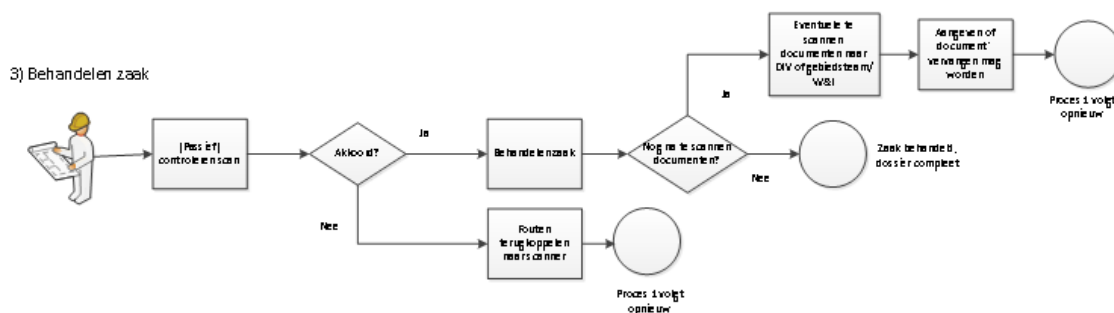 3) Behandelen zaak
(Passief)
controleren scan
Akkoord?
Ja
Nee
Behandelen zaak
Fouten
terugkoppelen
naar scanner
Proces 1 volgt
opnieuw
Nog na te scannen
documenten?
Ja
Nee
Eventuele te
scannen
documenten naar
DIV of gebiedsteam/
W&I
Aangeven of
document'
vervangen mag
worden
Proces 1 volgt
opnieuw
Zaak behandeld,
dossier compleet